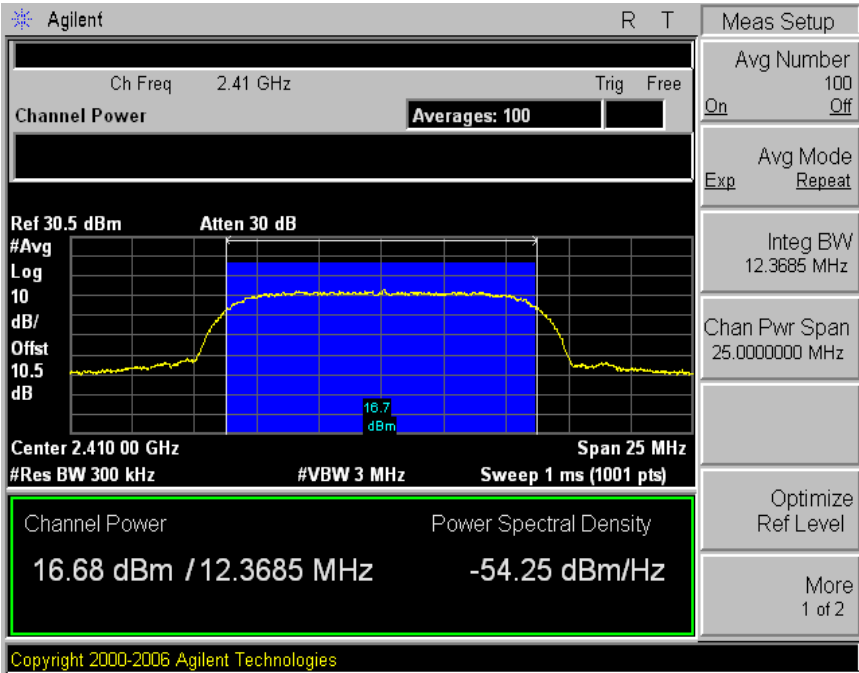 Agilent R T Meas Setup
Avg Number
100
On Off
Ch Freq 2.41 GHz Trig Free
Channel Power Averages: 100
Avg Mode
Exp Repeat
Ref 30.5 dBm Atten 30 dB
#Avg
Log
10
dB/
Offst
10.5
dB
Integ BW
12.3685 MHz
Chan Pwr Span
25.0000000 MHz
16.7
dBm
Center 2.410 00 GHz Span 25 MHz
#Res BW 300 kHz #VBW 3 MHz Sweep 1 ms (1001 pts)
Channel Power Power Spectral Density
16.68 dBm / 12.3685 MHz -54.25 dBm/Hz
Optimize
Ref Level
More
1 of 2
Copyright 2000-2006 Agilent Technologies